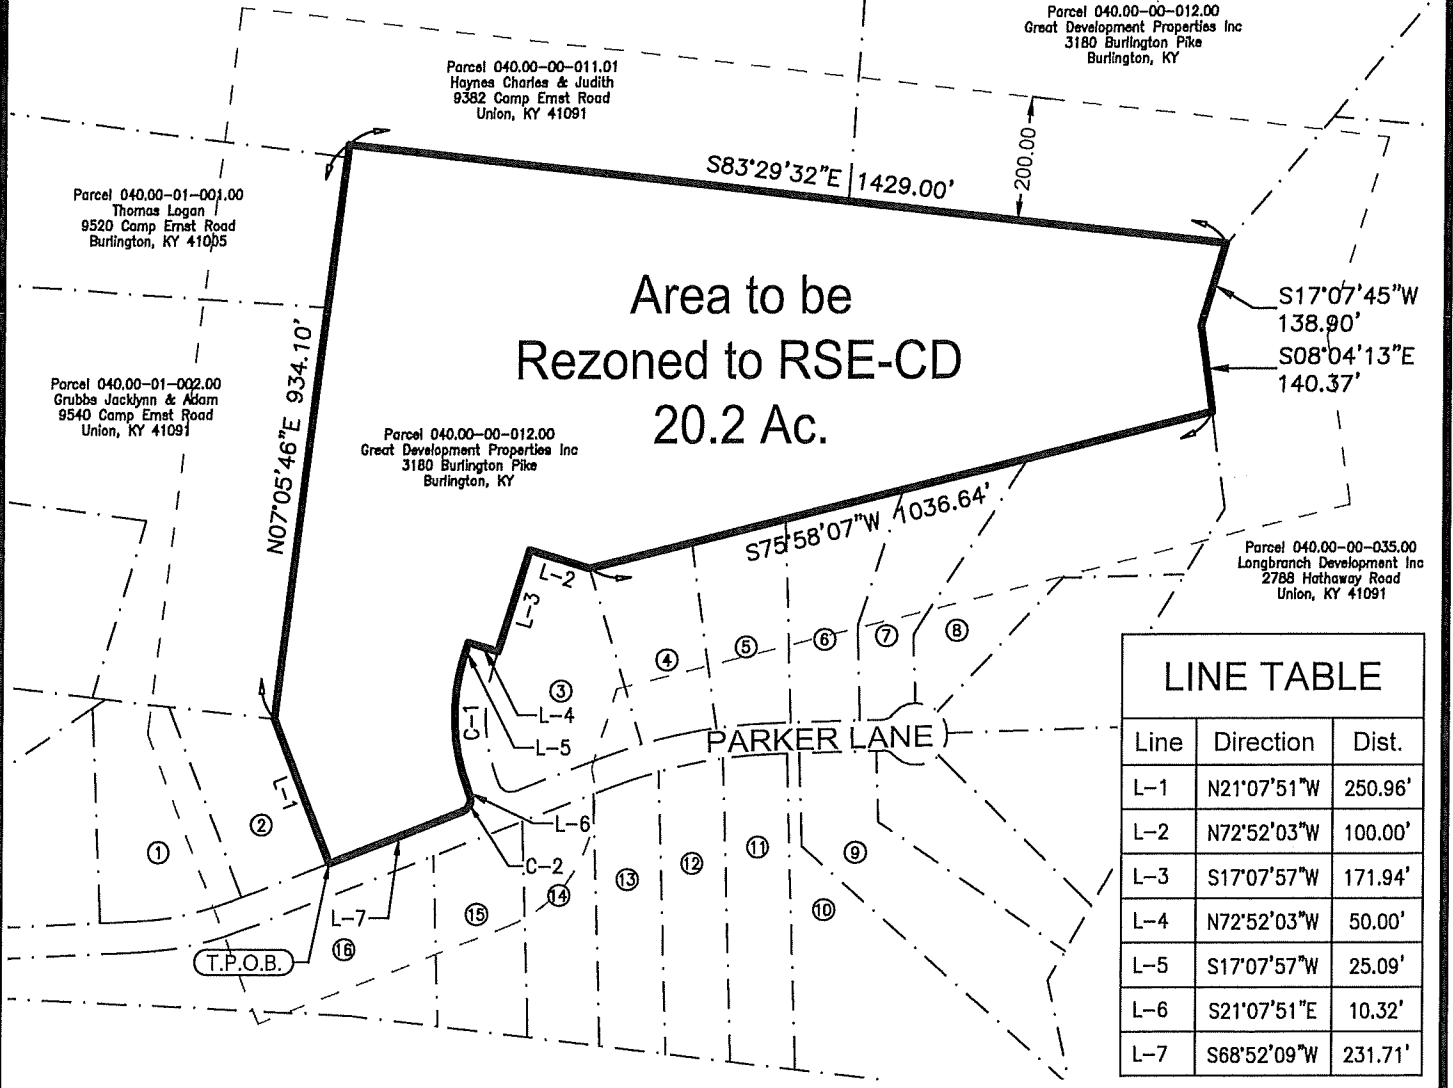 Parcel 040.00-00-012.00
Great Development Properties Inc
3180 Burlington Pike
Burlington, KY
Parcel 040.00-00-011.01
Haynes Charles & Judith
9382 Camp Ernst Road
Union, KY 41091
200.00
S83°29'32"E 1429.00'
Parcel 040.00-01-001.00
Thomas Logan
9520 Camp Ernst Road
Burlington, KY 41005
Area to be
Rezoned to RSE-CD
20.2 Ac.
S17°07'45"W
138.90'
S08°04'13"E
140.37'
N07°05'46"E 934.10'
Parcel 040.00-01-002.00
Grubbs Jacklynn & Adam
9540 Camp Ernst Road
Union, KY 41091
Parcel 040.00-00-012.00
Great Development Properties Inc
3180 Burlington Pike
Burlington, KY
S75°58'07"W 1036.64'
Parcel 040.00-00-035.00
Longbranch Development Inc
2788 Hathaway Road
Union, KY 41091
L-2
L-3
C-1
L-4
L-5
L-1
L-6
C-2
L-7
T.P.O.B.
PARKER LANE
1
2
3
4
5
6
7
8
9
10
11
12
13
14
15
16
LINE TABLE
Line Direction Dist.
L-1 N21°07'51"W 250.96'
L-2 N72°52'03"W 100.00'
L-3 S17°07'57"W 171.94'
L-4 N72°52'03"W 50.00'
L-5 S17°07'57"W 25.09'
L-6 S21°07'51"E 10.32'
L-7 S68°52'09"W 231.71'